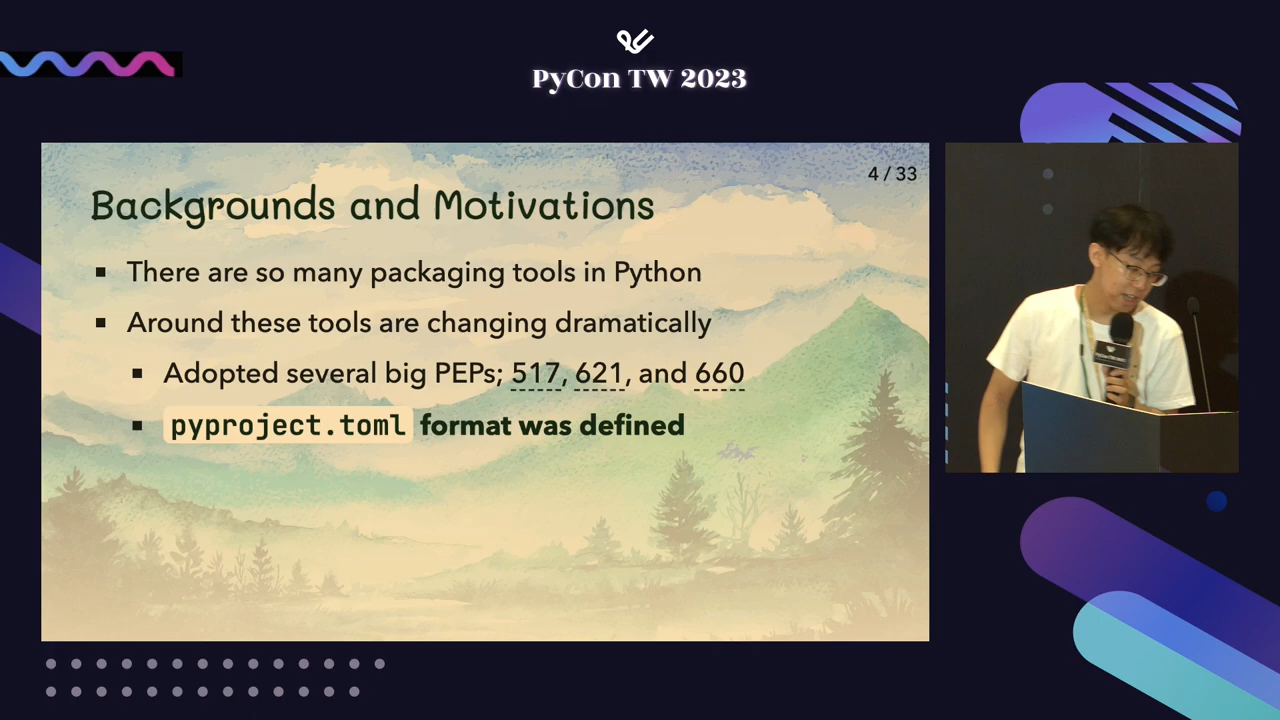 PyCon TW 2023
4 / 33
Backgrounds and Motivations
▪ There are so many packaging tools in Python
▪ Around these tools are changing dramatically
▪ Adopted several big PEPs; 517, 621, and 660
▪ pyproject.toml format was defined